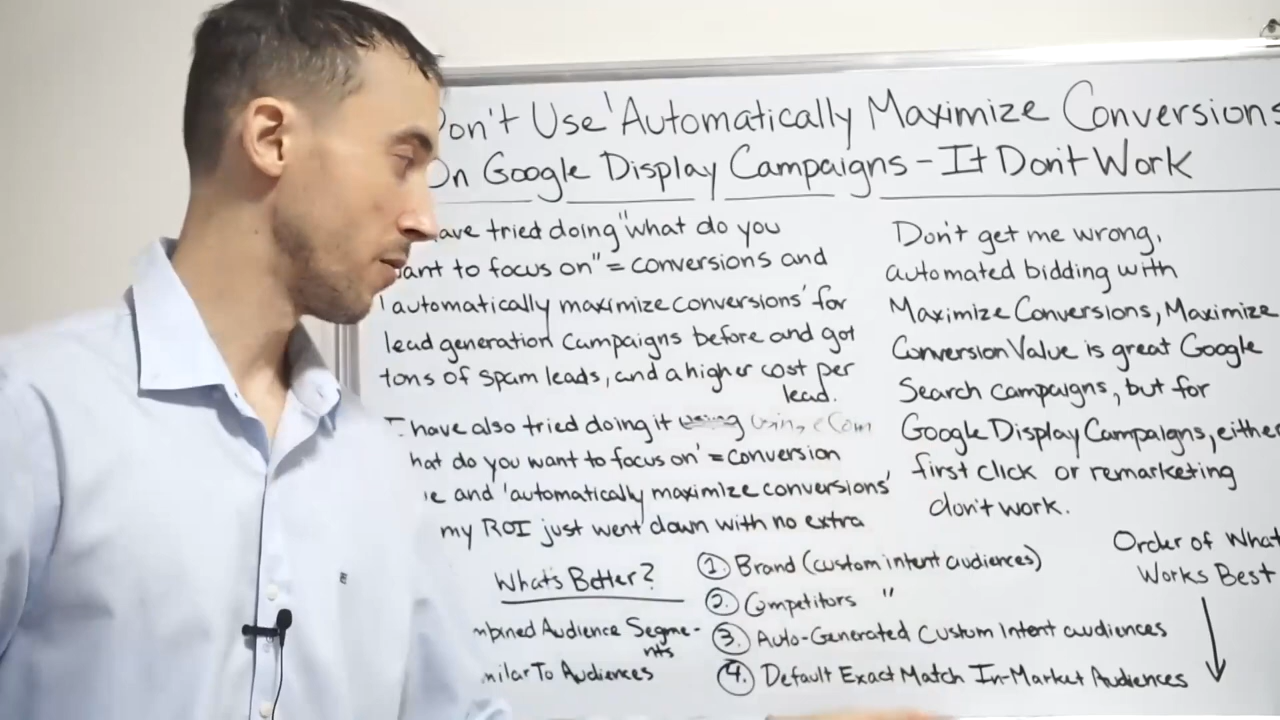 Don't Use 'Automatically Maximize Conversions
On Google Display Campaigns - It Don't Work
have tried doing "what do you
want to focus on" = conversions and
'automatically maximize conversions' for
lead generation campaigns before and got
tons of spam leads, and a higher cost per
lead.
I have also tried doing it using using eCom
hat do you want to focus on' = conversion
e and 'automatically maximize conversions'
my ROI just went down with no extra
What's Better?
mbined Audience Segme-
nts
milar To Audiences
1. Brand (custom intent audiences)
2. Competitors "
3. Auto-Generated Custom Intent audiences
4. Default Exact Match In-Market Audiences
Don't get me wrong,
automated bidding with
Maximize Conversions, Maximize
Conversion Value is great Google
Search campaigns, but for
Google Display Campaigns, either
first click or remarketing
don't work.
Order of What
Works Best